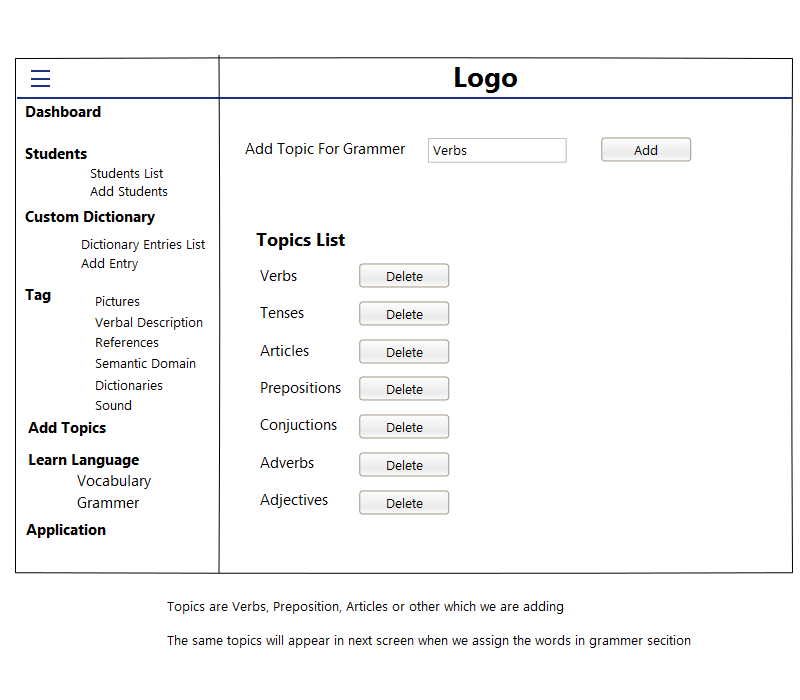 Logo
Dashboard
Students
Students List
Add Students
Custom Dictionary
Dictionary Entries List
Add Entry
Tag
Pictures
Verbal Description
References
Semantic Domain
Dictionaries
Sound
Add Topics
Learn Language
Vocabulary
Grammer
Application
Add Topic For Grammer Verbs Add
Topics List
Verbs Delete
Tenses Delete
Articles Delete
Prepositions Delete
Conjuctions Delete
Adverbs Delete
Adjectives Delete
Topics are Verbs, Preposition, Articles or other which we are adding
The same topics will appear in next screen when we assign the words in grammer secition